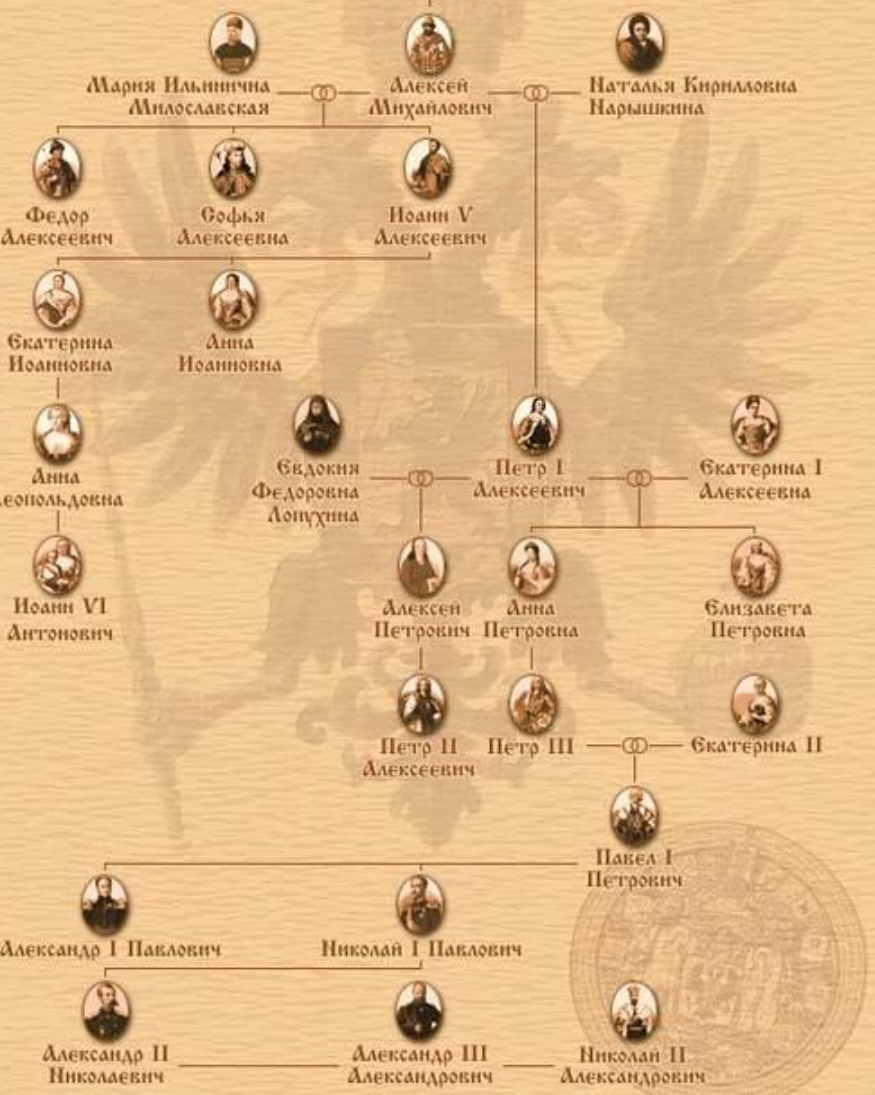 Мария Ильинична
Милославская
Алексей
Михайлович
Наталья Кирилловна
Нарышкина
Федор
Алексеевич
Софья
Алексеевна
Иоанн V
Алексеевич
Екатерина
Иоанновна
Анна
Иоанновна
Анна
еопольдовна
Евдокия
Федоровна
Лопухина
Петр I
Алексеевич
Екатерина I
Алексеевна
Иоанн VI
Антонович
Алексей
Петрович
Анна
Петровна
Елизавета
Петровна
Петр II
Алексеевич
Петр III
Екатерина II
Павел I
Петрович
Александр I Павлович
Николай I Павлович
Александр II
Николаевич
Александр III
Александрович
Николай II
Александрович